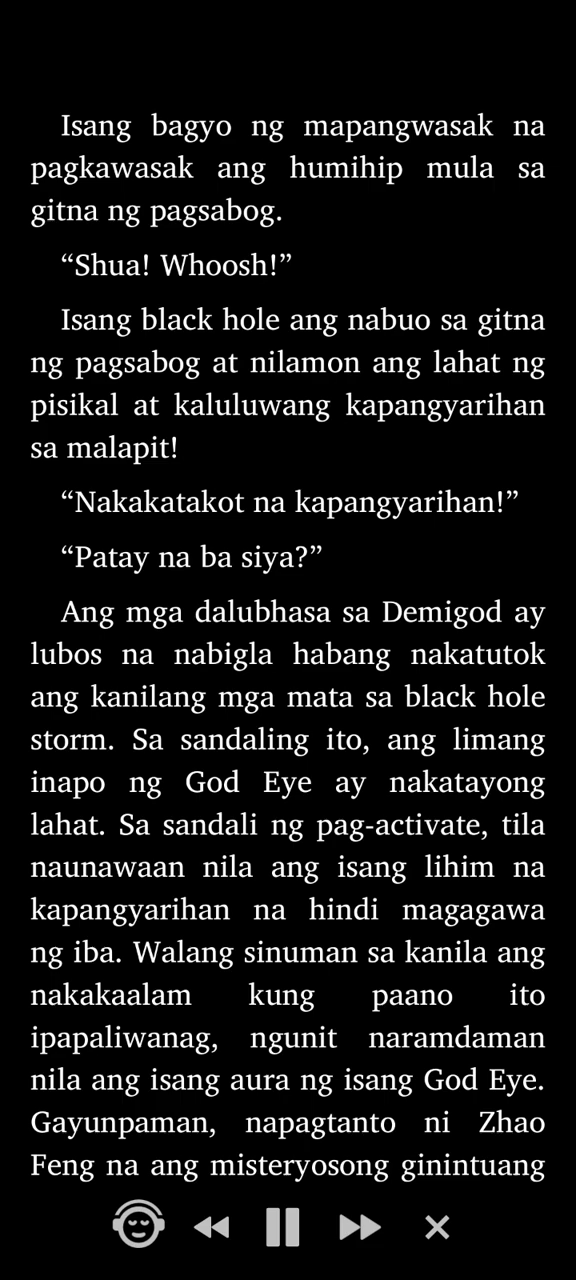 Isang bagyo ng mapangwasak na
pagkawasak ang humihip mula sa
gitna ng pagsabog.
“Shua! Whoosh!”
Isang black hole ang nabuo sa gitna
ng pagsabog at nilamon ang lahat ng
pisikal at kaluluwang kapangyarihan
sa malapit!
“Nakakatakot na kapangyarihan!”
“Patay na ba siya?”
Ang mga dalubhasa sa Demigod ay
lubos na nabigla habang nakatutok
ang kanilang mga mata sa black hole
storm. Sa sandaling ito, ang limang
inapo ng God Eye ay nakatayong
lahat. Sa sandali ng pag-activate, tila
naunawaan nila ang isang lihim na
kapangyarihan na hindi magagawa
ng iba. Walang sinuman sa kanila ang
nakakaalam kung paano ito
ipapaliwanag, ngunit naramdaman
nila ang isang aura ng isang God Eye.
Gayunpaman, napagtanto ni Zhao
Feng na ang misteryosong ginintuang